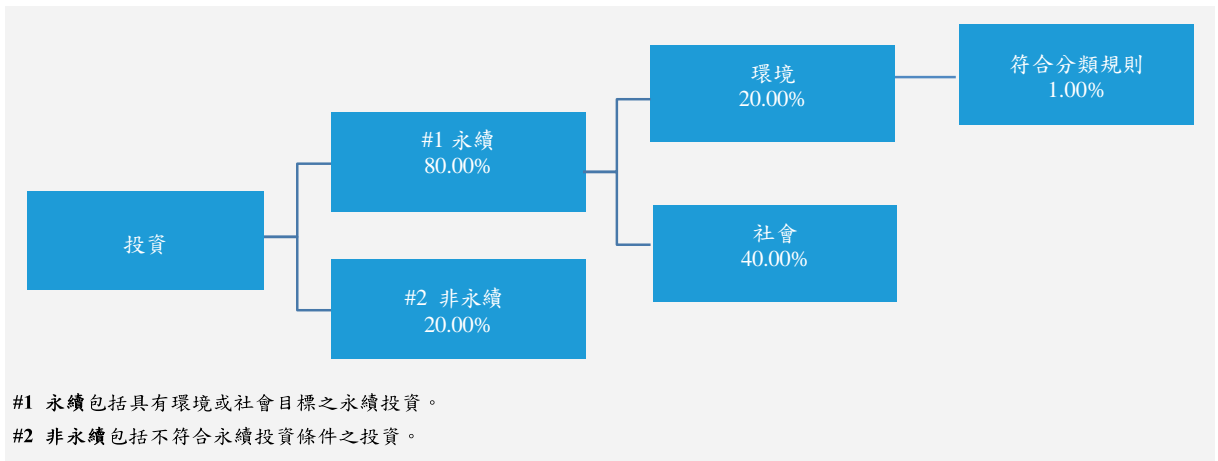 投資
#1 永續
80.00%
#2 非永續
20.00%
環境
20.00%
社會
40.00%
符合分類規則
1.00%
#1 永續包括具有環境或社會目標之永續投資。
#2 非永續包括不符合永續投資條件之投資。